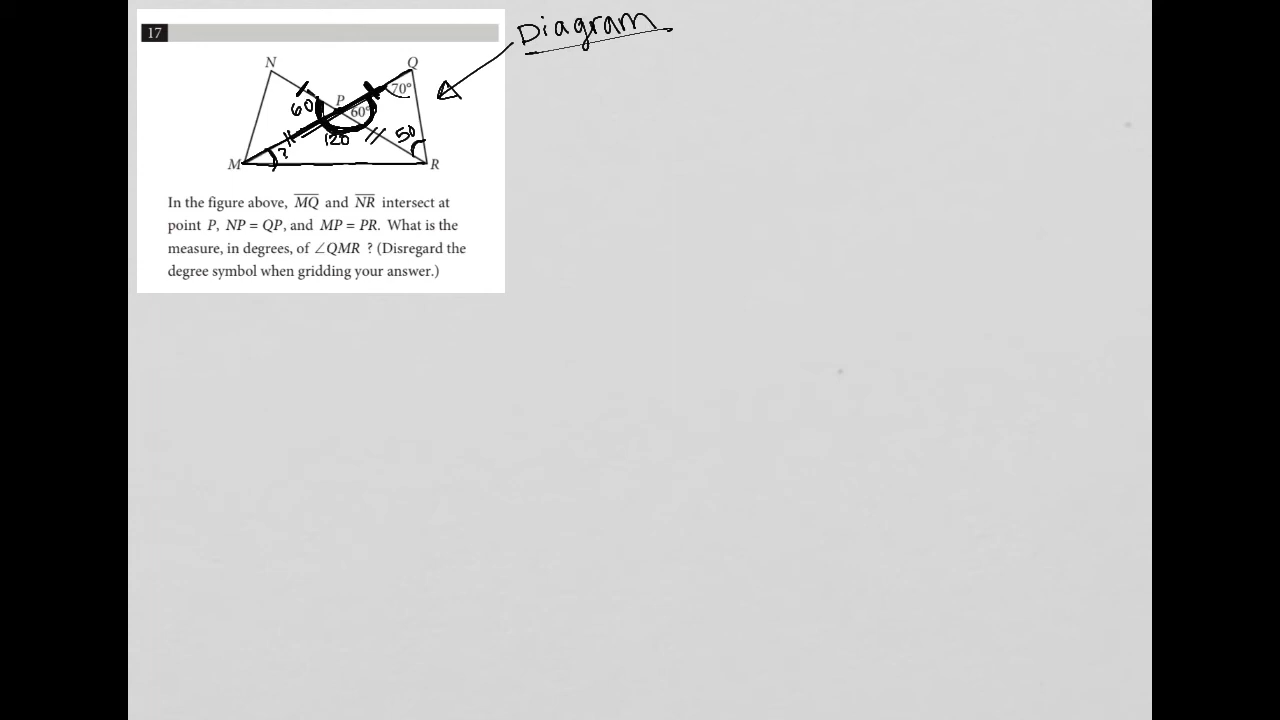 17
Diagram
N
Q
70°
P
60
60°
120
50
?
M
R
In the figure above, MQ and NR intersect at
point P, NP = QP, and MP = PR. What is the
measure, in degrees, of ∠QMR ? (Disregard the
degree symbol when gridding your answer.)